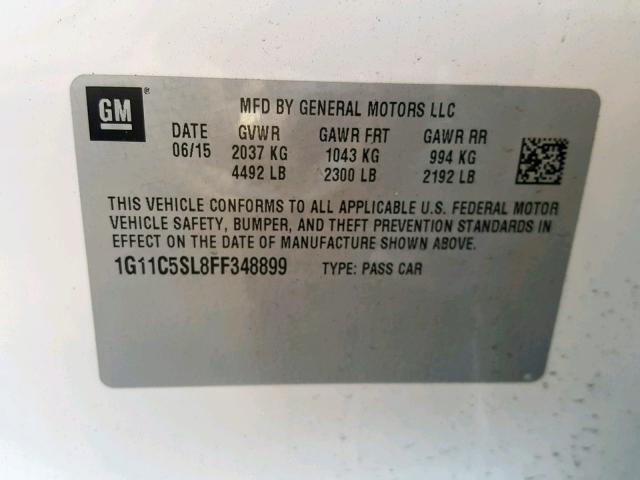 GM ®
MFD BY GENERAL MOTORS LLC
DATE GVWR GAWR FRT GAWR RR
06/15 2037 KG 1043 KG 994 KG
4492 LB 2300 LB 2192 LB
THIS VEHICLE CONFORMS TO ALL APPLICABLE U.S. FEDERAL MOTOR
VEHICLE SAFETY, BUMPER, AND THEFT PREVENTION STANDARDS IN
EFFECT ON THE DATE OF MANUFACTURE SHOWN ABOVE.
1G11C5SL8FF348899 TYPE: PASS CAR